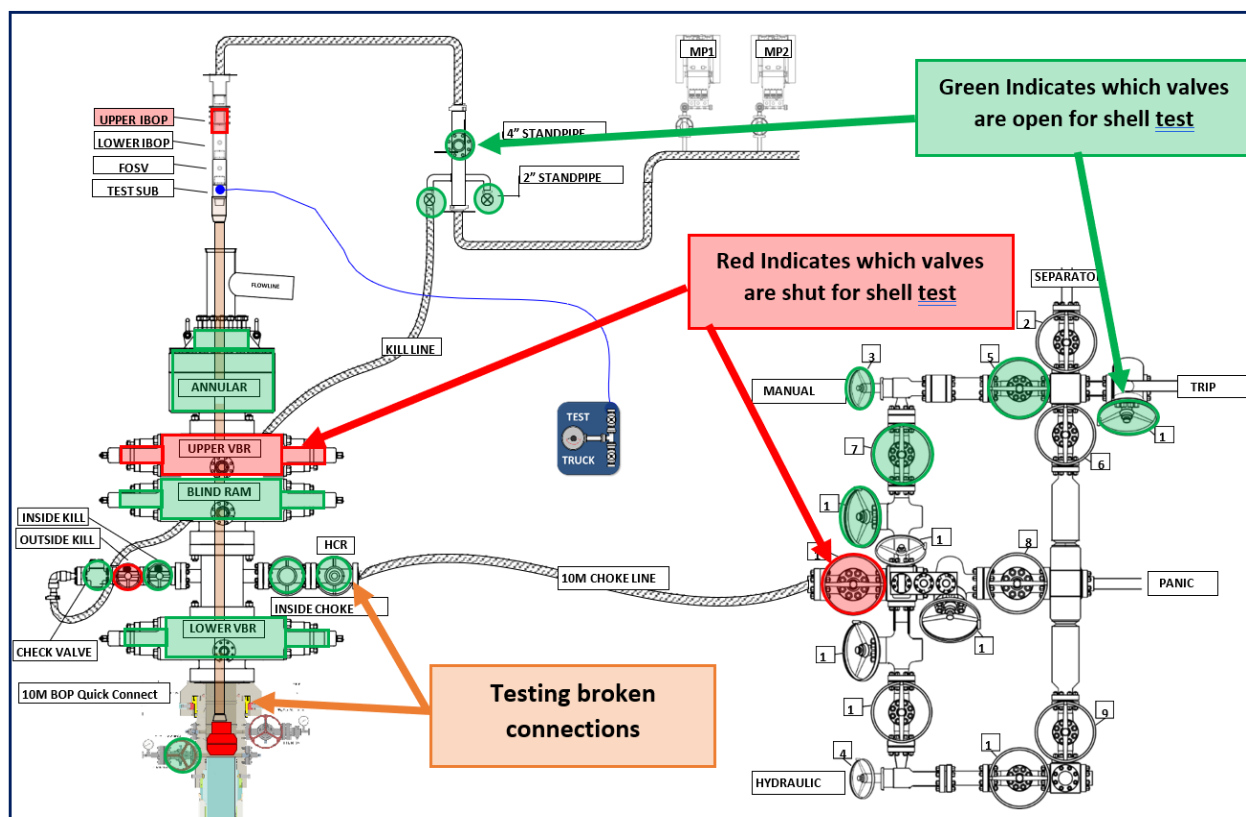 MP1
MP2
Green Indicates which valves
are open for shell test
UPPER IBOP
LOWER IBOP
FOSV
TEST SUB
4” STANDPIPE
2” STANDPIPE
Red Indicates which valves
are shut for shell test
FLOWLINE
SEPARATOR
2
3
5
KILL LINE
ANNULAR
MANUAL
TRIP
1
TEST
TRUCK
7
6
UPPER VBR
BLIND RAM
1
INSIDE KILL
OUTSIDE KILL
HCR
1
8
10M CHOKE LINE
PANIC
INSIDE CHOKE
LOWER VBR
CHECK VALVE
1
1
10M BOP Quick Connect
Testing broken
connections
1
9
1
4
HYDRAULIC